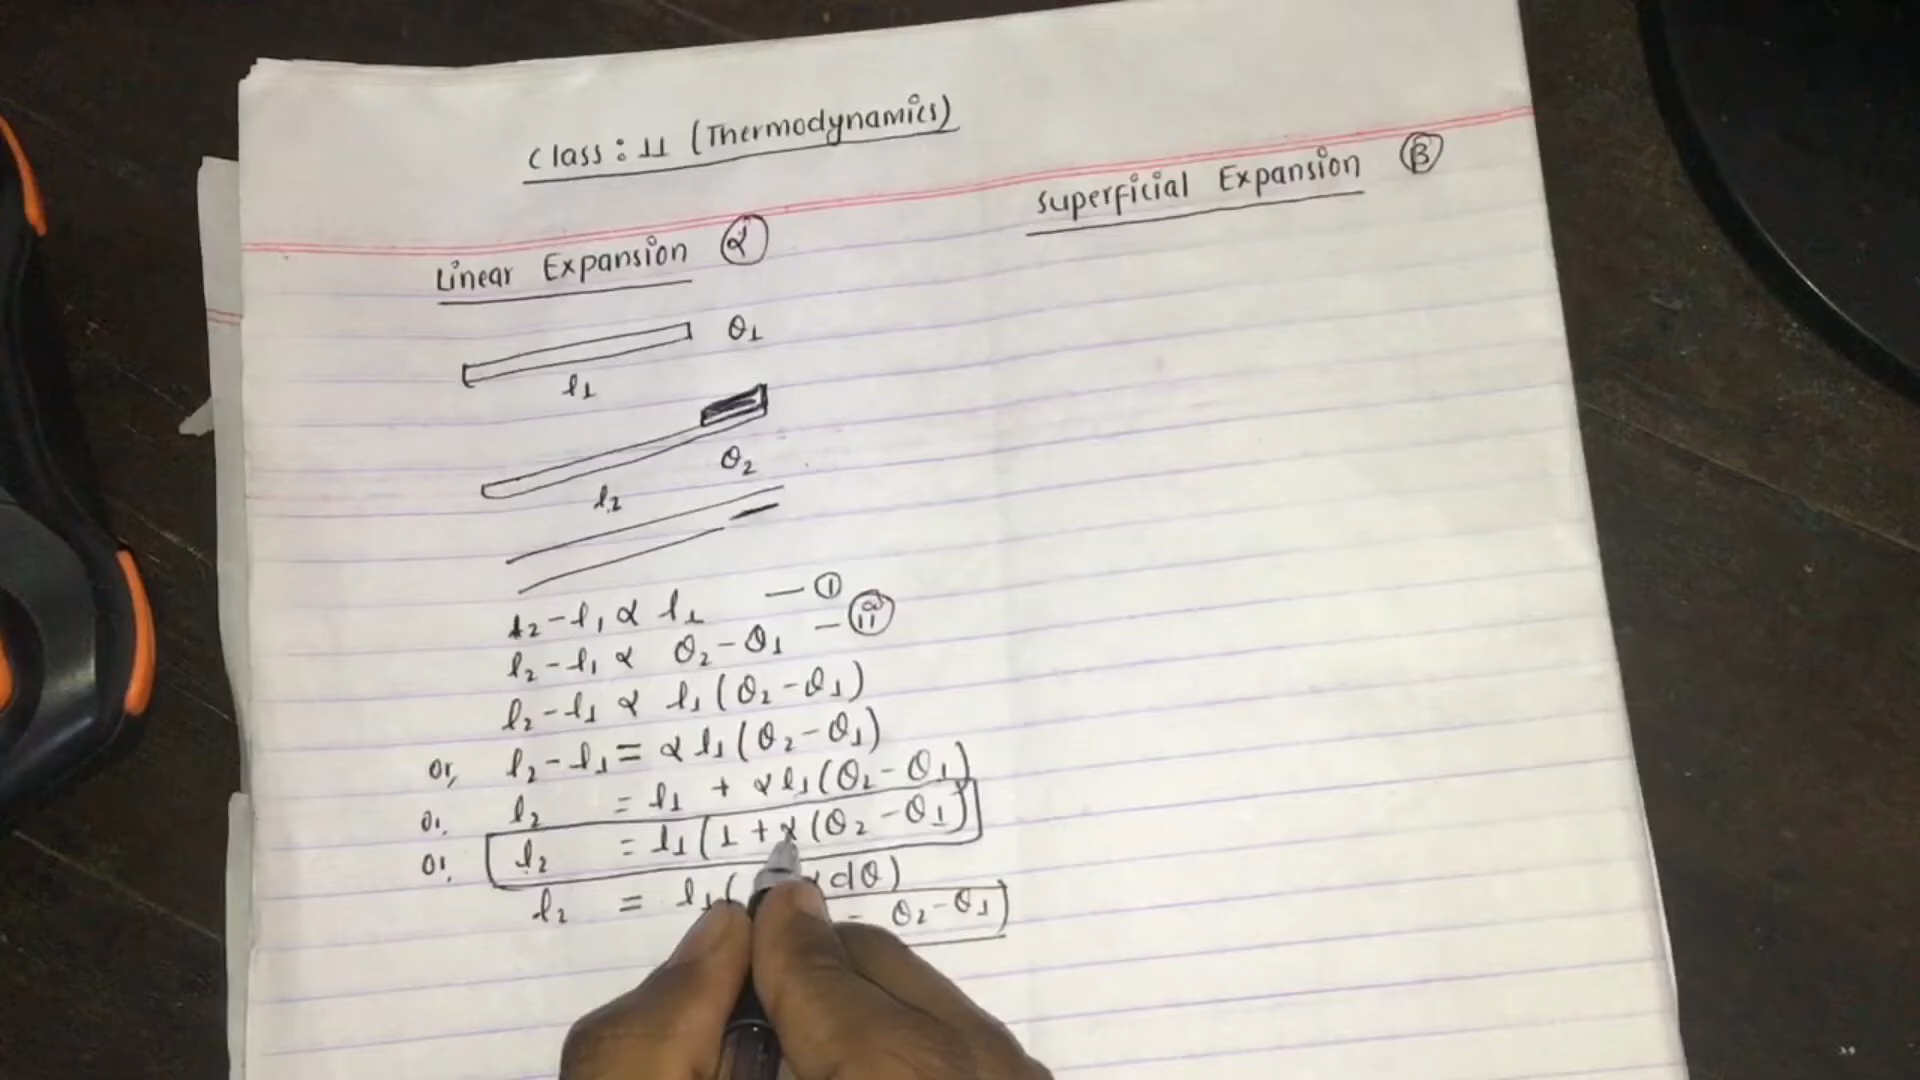 Class : 11 (Thermodynamics)
Linear Expansion α
θ1
l1
θ2
l2
l2 - l1 α l1 — I
l2 - l1 α θ2 - θ1 — II
l2 - l1 α l1 (θ2 - θ1)
or, l2 - l1 = α l1 (θ2 - θ1)
or, l2 = l1 + α l1 (θ2 - θ1)
or, l2 = l1 (1 + α (θ2 - θ1)
l2 = l1 ( α dθ)
θ2 - θ1
Superficial Expansion β